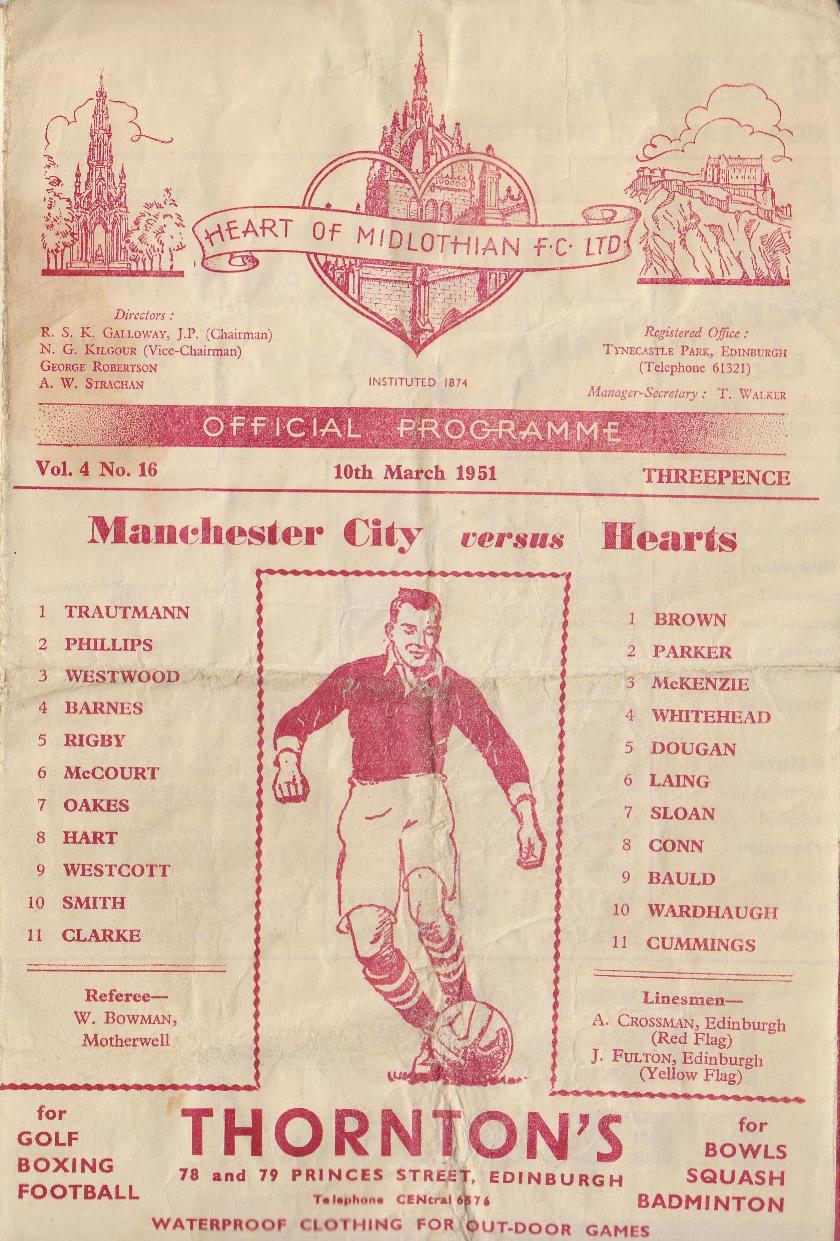 HEART OF MIDLOTHIAN F.C. LTD
Directors :
R. S. K. GALLOWAY, J.P. (Chairman)
N. G. KILGOUR (Vice-Chairman)
GEORGE ROBERTSON
A. W. STRACHAN
INSTITUTED 1874
Registered Office :
TYNECASTLE PARK, EDINBURGH
(Telephone 61321)
Manager-Secretary : T. WALKER
OFFICIAL PROGRAMME
Vol. 4 No. 16 10th March 1951 THREEPENCE
Manchester City versus Hearts
1 TRAUTMANN
2 PHILLIPS
3 WESTWOOD
4 BARNES
5 RIGBY
6 McCOURT
7 OAKES
8 HART
9 WESTCOTT
10 SMITH
11 CLARKE
Referee—
W. BOWMAN,
Motherwell
1 BROWN
2 PARKER
3 McKENZIE
4 WHITEHEAD
5 DOUGAN
6 LAING
7 SLOAN
8 CONN
9 BAULD
10 WARDHAUGH
11 CUMMINGS
Linesmen—
A. CROSSMAN, Edinburgh
(Red Flag)
J. FULTON, Edinburgh
(Yellow Flag)
for
GOLF
BOXING
FOOTBALL
THORNTON'S
78 and 79 PRINCES STREET, EDINBURGH
Telephone CENtral 6576
WATERPROOF CLOTHING FOR OUT-DOOR GAMES
for
BOWLS
SQUASH
BADMINTON